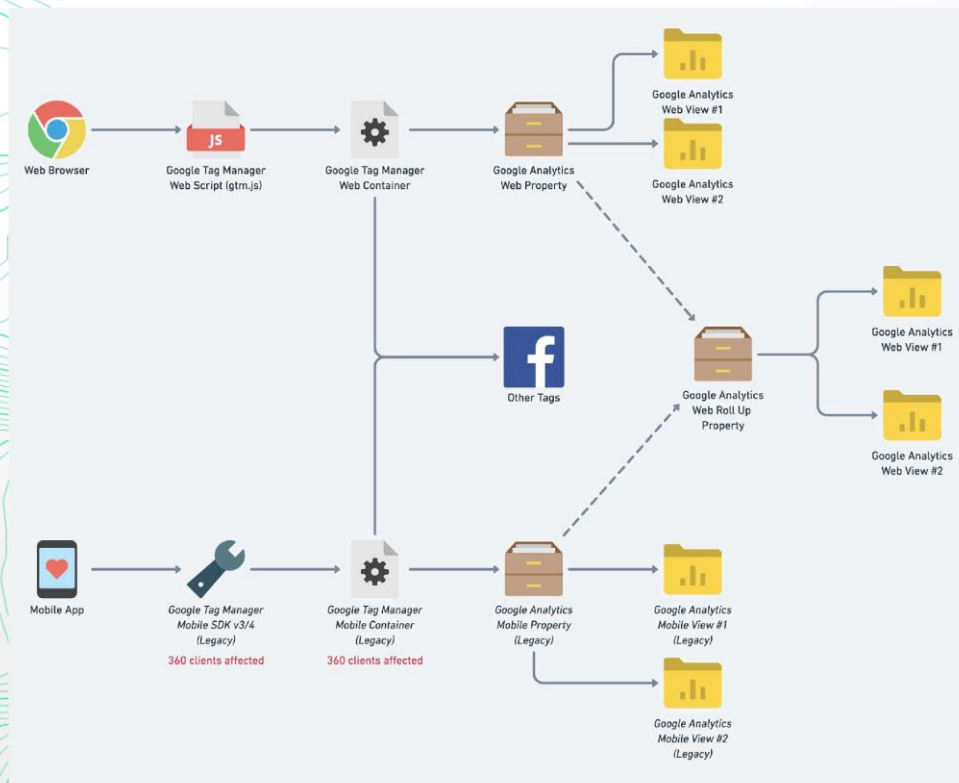 Google Analytics
Web View #1
JS
Web Browser
Google Tag Manager
Web Script (gtm.js)
Google Tag Manager
Web Container
Google Analytics
Web Property
Google Analytics
Web View #2
Google Analytics
Web View #1
Other Tags
Google Analytics
Web Roll Up
Property
Google Analytics
Web View #2
Mobile App
Google Tag Manager
Mobile SDK v3/4
(Legacy)
360 clients affected
Google Tag Manager
Mobile Container
(Legacy)
360 clients affected
Google Analytics
Mobile Property
(Legacy)
Google Analytics
Mobile View #1
(Legacy)
Google Analytics
Mobile View #2
(Legacy)